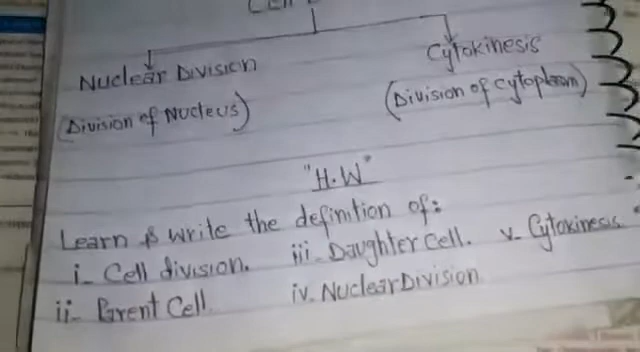 Cell
Nuclear Division
Cytokinesis
(Division of Nucleus)
(Division of cytoplasm)
"H.W"
Learn & write the definition of:
i- Cell division. iii- Daughter Cell. v- Cytokinesis
ii- Parent Cell. iv. Nuclear Division